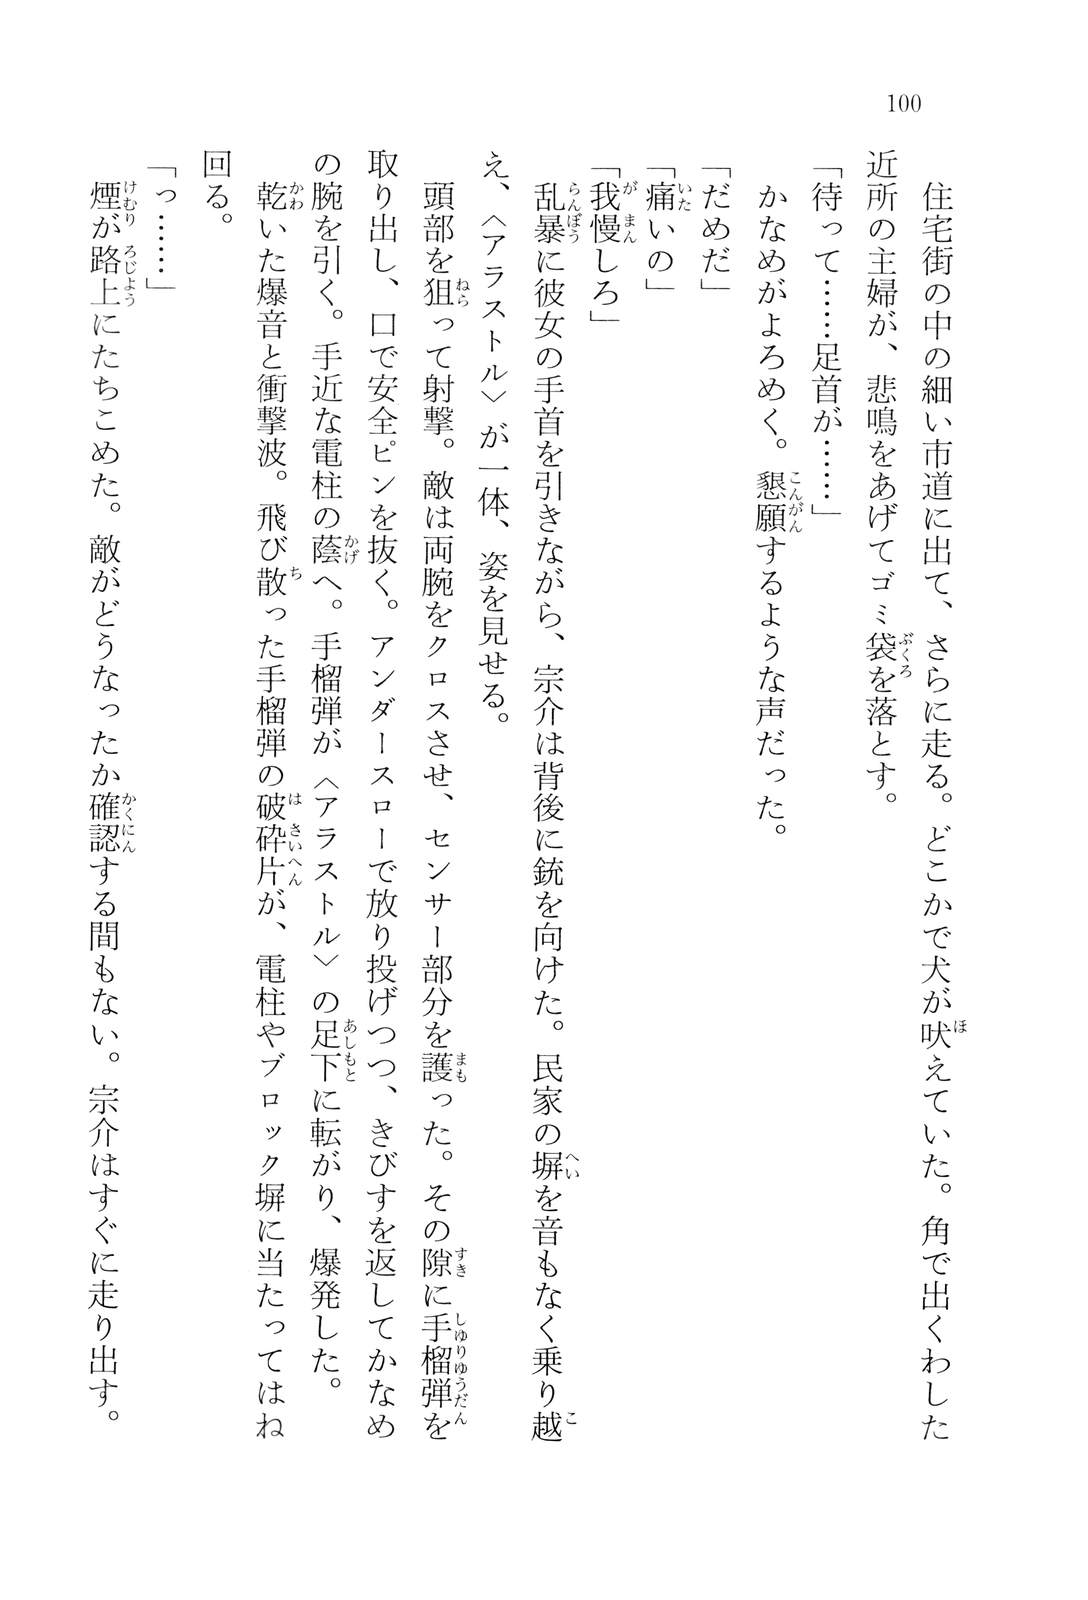 100
住宅街の中の細い市道に出て、さらに走る。どこかで犬が吠えていた。角で出くわした
近所の主婦が、悲鳴をあげてゴミ袋を落とす。
「待って……足首が……」
かなめがよろめく。懇願するような声だった。
「だめだ」
「痛いの」
「我慢しろ」
乱暴に彼女の手首を引きながら、宗介は背後に銃を向けた。民家の塀を音もなく乗り越
え、〈アラストル〉が一体、姿を見せる。
頭部を狙って射撃。敵は両腕をクロスさせ、センサー部分を護った。その隙に手榴弾を
取り出し、口で安全ピンを抜く。アンダースローで放り投げつつ、きびすを返してかなめ
の腕を引く。手近な電柱の蔭へ。手榴弾が〈アラストル〉の足下に転がり、爆発した。
乾いた爆音と衝撃波。飛び散った手榴弾の破砕片が、電柱やブロック塀に当たってはね
回る。
「っ……」
煙が路上にたちこめた。敵がどうなったか確認する間もない。宗介はすぐに走り出す。